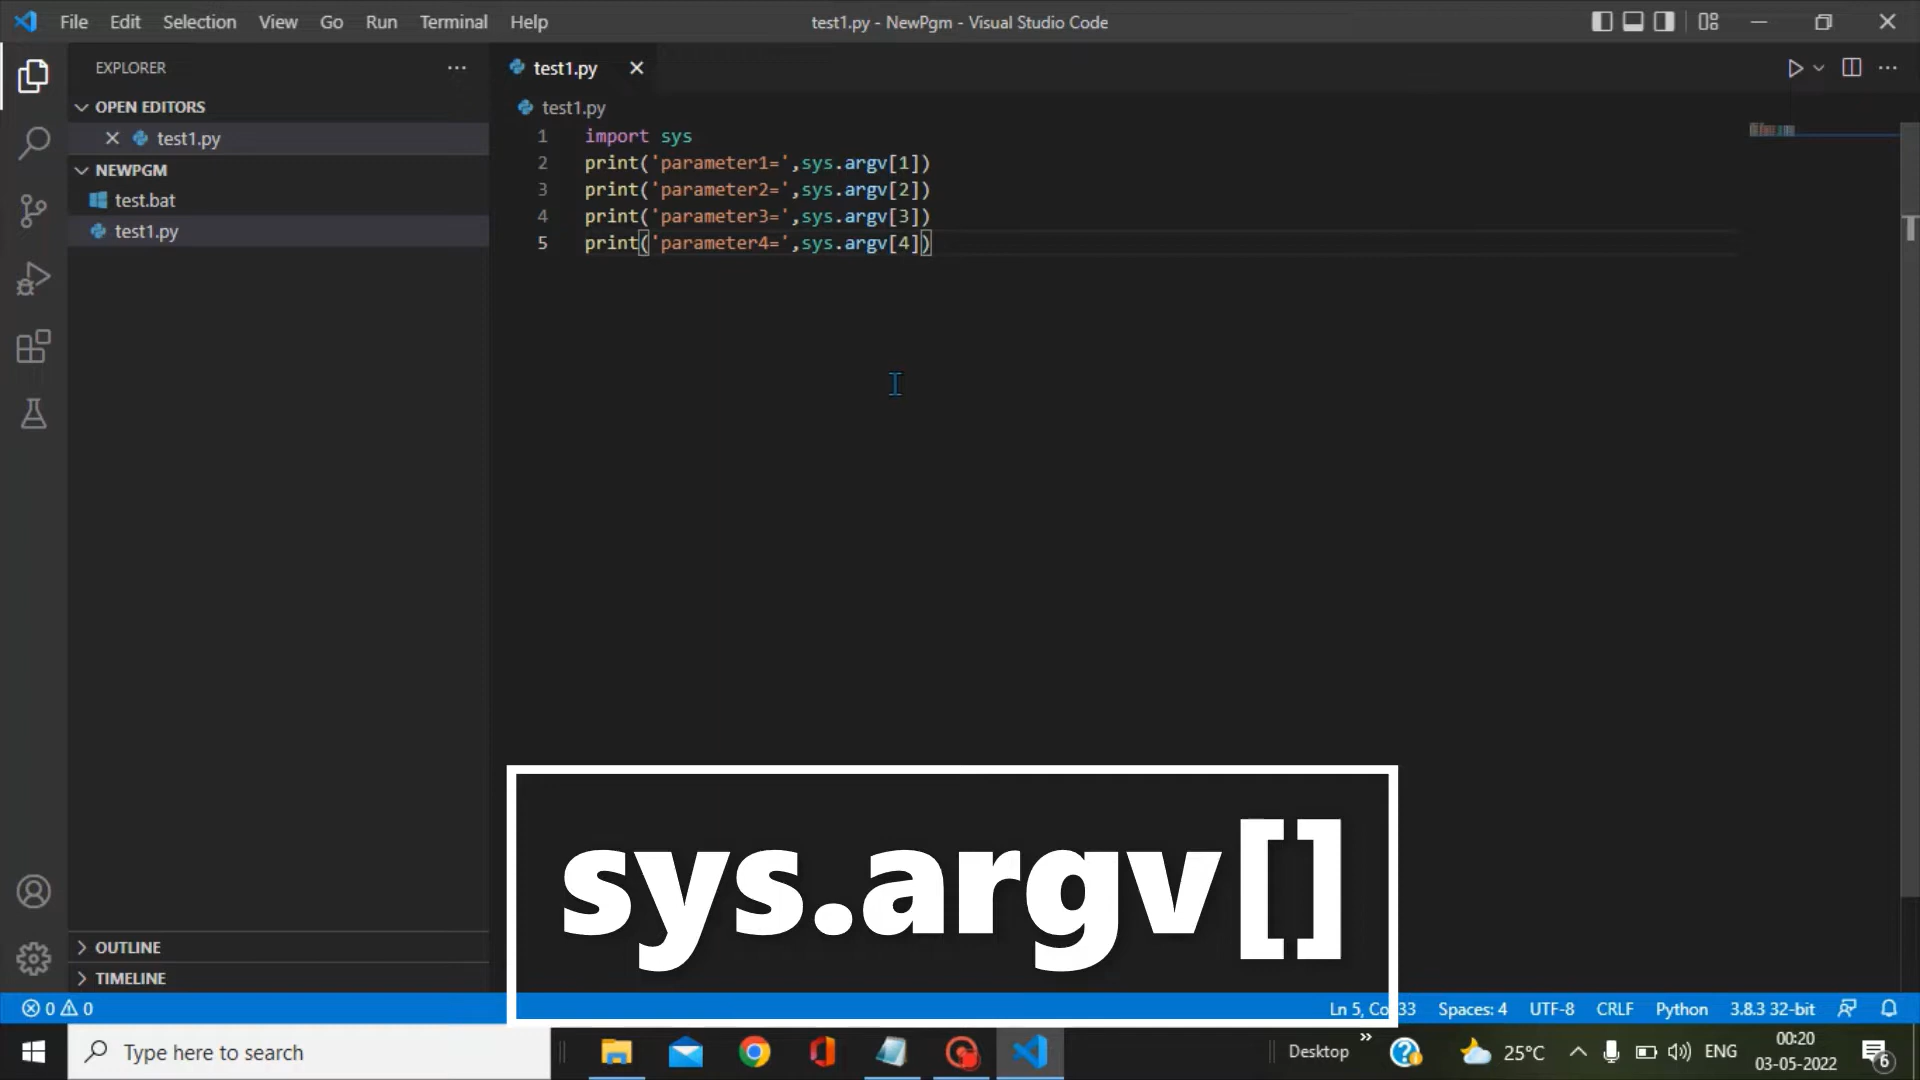 File Edit Selection View Go Run Terminal Help
test1.py - NewPgm - Visual Studio Code
EXPLORER
OPEN EDITORS
test1.py
NEWPGM
test.bat
test1.py
OUTLINE
TIMELINE
test1.py
test1.py
1 import sys
2 print('parameter1=',sys.argv[1])
3 print('parameter2=',sys.argv[2])
4 print('parameter3=',sys.argv[3])
5 print('parameter4=',sys.argv[4])
sys.argv[]
0 0
Ln 5, Co 33 Spaces: 4 UTF-8 CRLF Python 3.8.3 32-bit
Type here to search
Desktop
25°C
ENG
00:20
03-05-2022
6